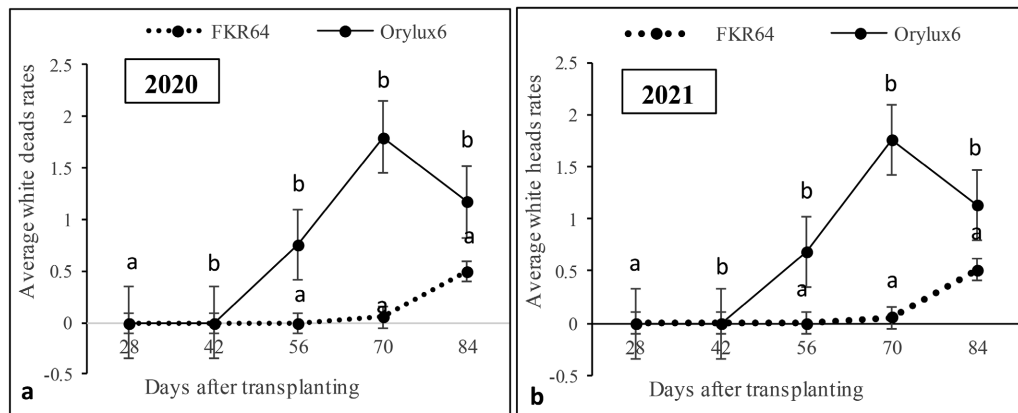 FKR64 Orylux6
2020
Average white deads rates
2.5
2
1.5
1
0.5
0
-0.5
a b b b b
a a a
28 42 56 70 84
Days after transplanting
a
FKR64 Orylux6
2021
Average white heads rates
2.5
2
1.5
1
0.5
0
-0.5
a b b b b
a a a
28 42 56 70 84
Days after transplanting
b